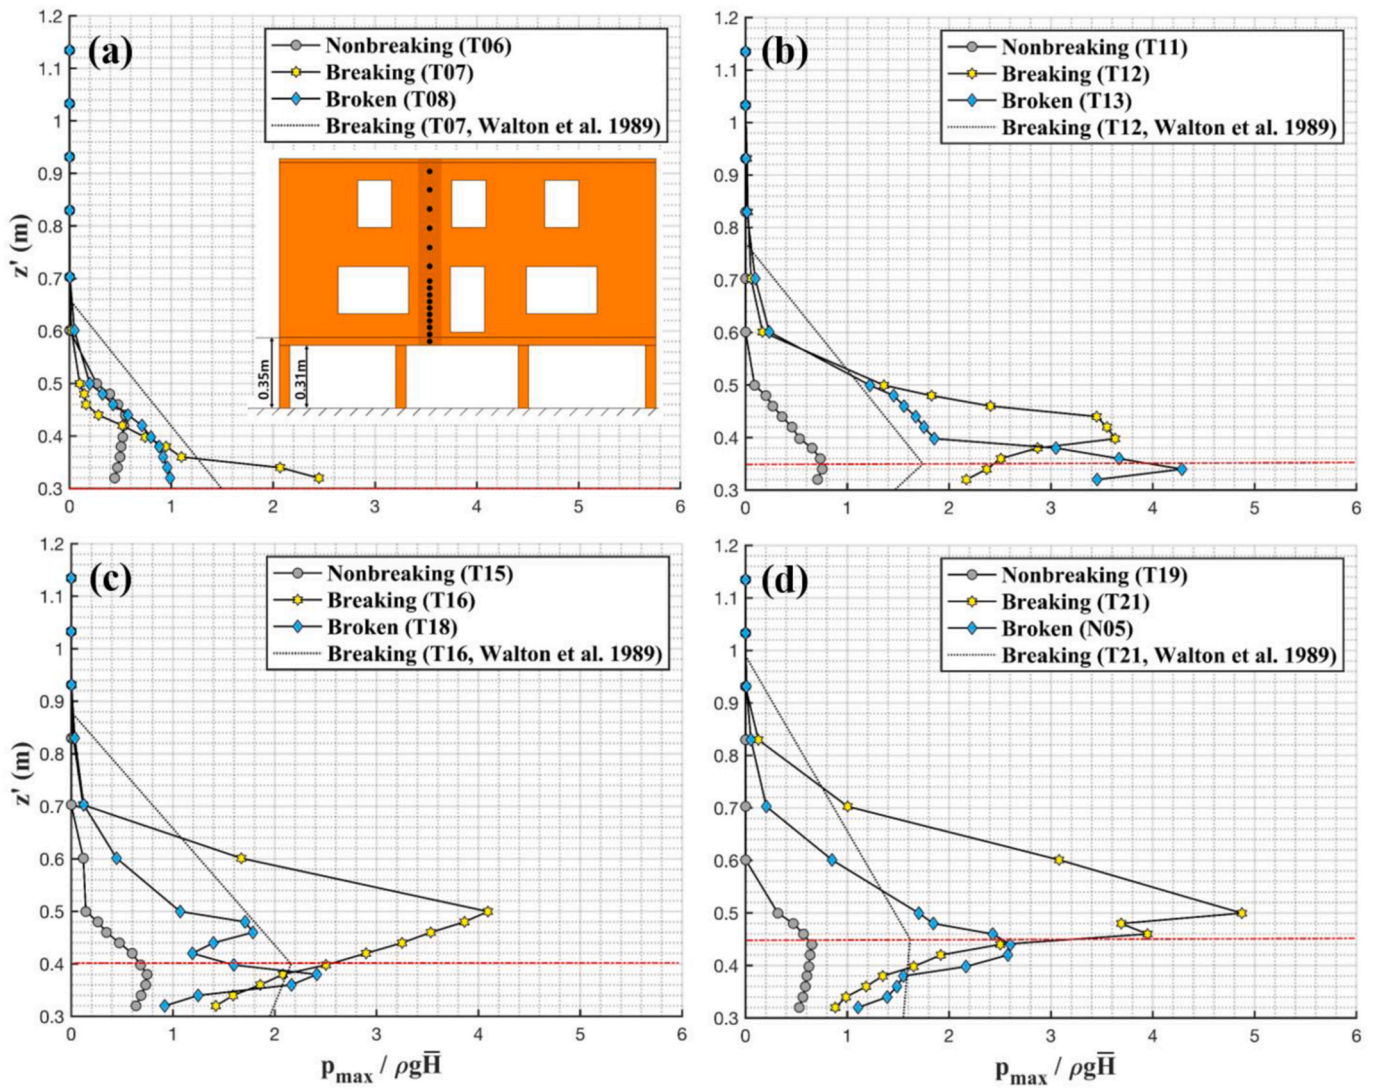 (a)
Nonbreaking (T06)
Breaking (T07)
Broken (T08)
Breaking (T07, Walton et al. 1989)
0.35m
0.31m
1.2
1.1
1
0.9
0.8
0.7
0.6
0.5
0.4
0.3
z' (m)
0 1 2 3 4 5 6
(b)
Nonbreaking (T11)
Breaking (T12)
Broken (T13)
Breaking (T12, Walton et al. 1989)
1.2
1.1
1
0.9
0.8
0.7
0.6
0.5
0.4
0.3
0 1 2 3 4 5 6
(c)
Nonbreaking (T15)
Breaking (T16)
Broken (T18)
Breaking (T16, Walton et al. 1989)
1.2
1.1
1
0.9
0.8
0.7
0.6
0.5
0.4
0.3
z' (m)
0 1 2 3 4 5 6
p_max / ρgH̅
(d)
Nonbreaking (T19)
Breaking (T21)
Broken (N05)
Breaking (T21, Walton et al. 1989)
1.2
1.1
1
0.9
0.8
0.7
0.6
0.5
0.4
0.3
0 1 2 3 4 5 6
p_max / ρgH̅